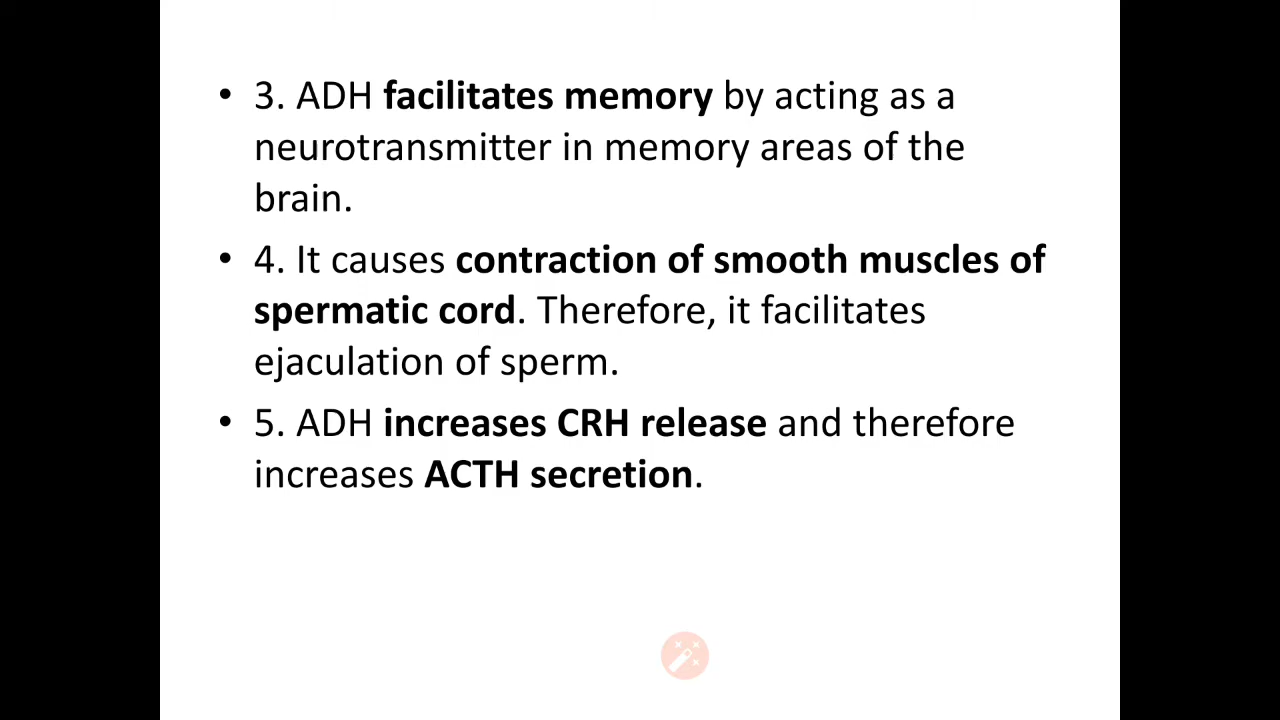 • 3. ADH facilitates memory by acting as a
neurotransmitter in memory areas of the
brain.
• 4. It causes contraction of smooth muscles of
spermatic cord. Therefore, it facilitates
ejaculation of sperm.
• 5. ADH increases CRH release and therefore
increases ACTH secretion.